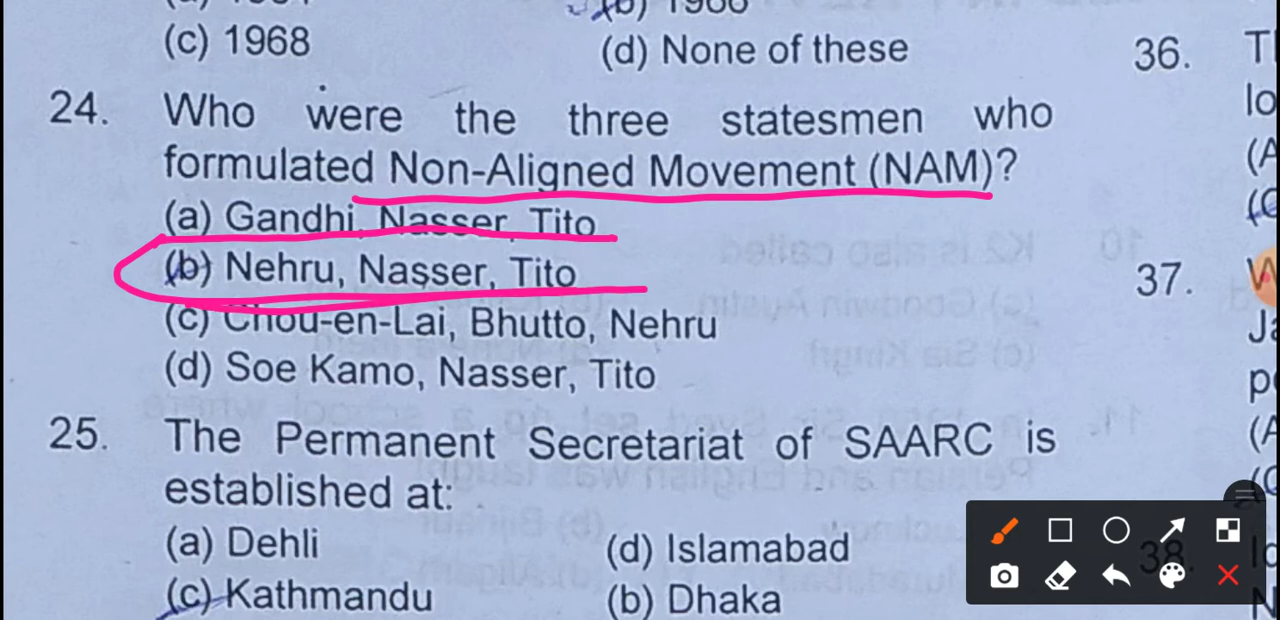 (c) 1968
(d) None of these
24. Who were the three statesmen who
formulated Non-Aligned Movement (NAM)?
(a) Gandhi, Nasser, Tito
(b) Nehru, Nasser, Tito
(c) Chou-en-Lai, Bhutto, Nehru
(d) Soe Kamo, Nasser, Tito
25. The Permanent Secretariat of SAARC is
established at:
(a) Dehli
(d) Islamabad
(c) Kathmandu
(b) Dhaka
36.
37.
38.